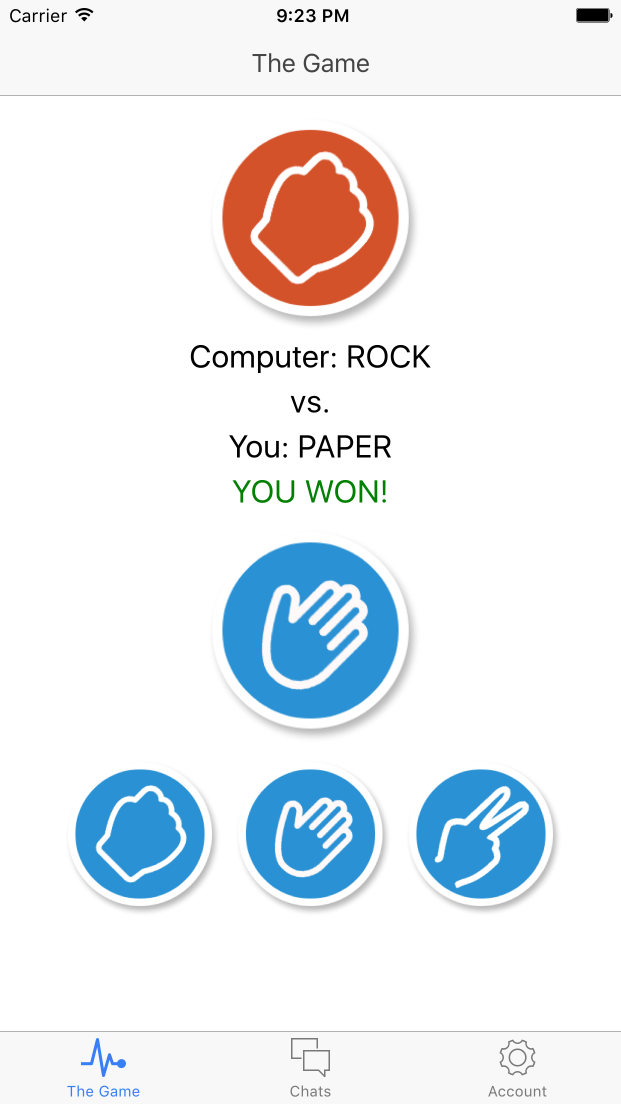 Carrier 9:23 PM
The Game
Computer: ROCK
vs.
You: PAPER
YOU WON!
The Game Chats Account